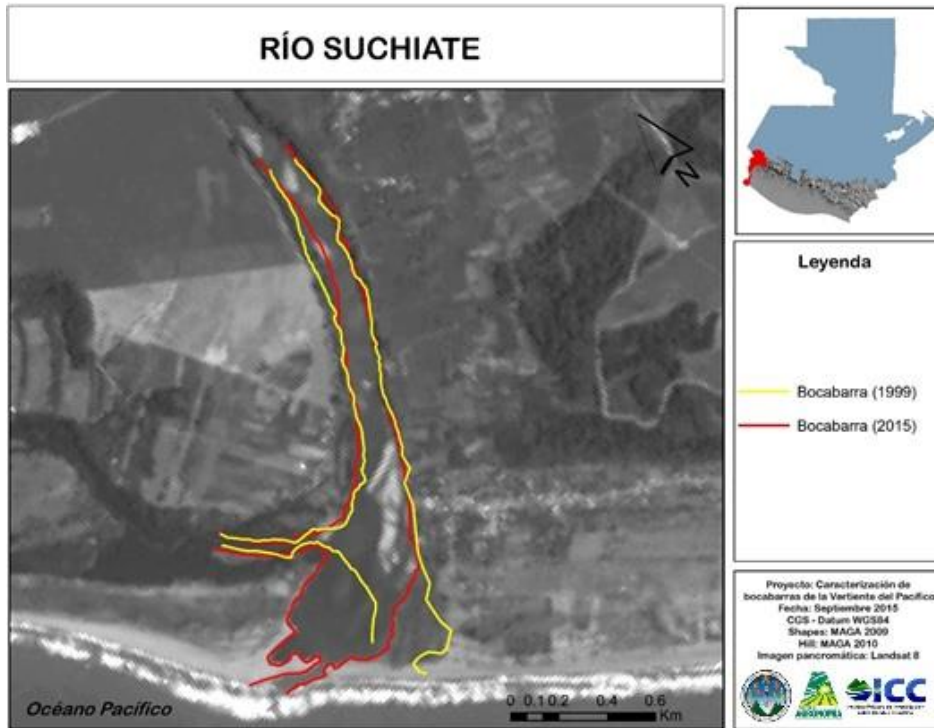 RÍO SUCHIATE
N
Leyenda
Bocabarra (1999)
Bocabarra (2015)
Proyecto: Caracterización de
bocabarras de la Vertiente del Pacífico
Fecha: Septiembre 2015
CGS - Datum WGS84
Shapes: MAGA 2009
Hill: MAGA 2010
Imagen pancromática: Landsat 8
ICC
Océano Pacífico
0 0.1 0.2 0.4 0.6
Km